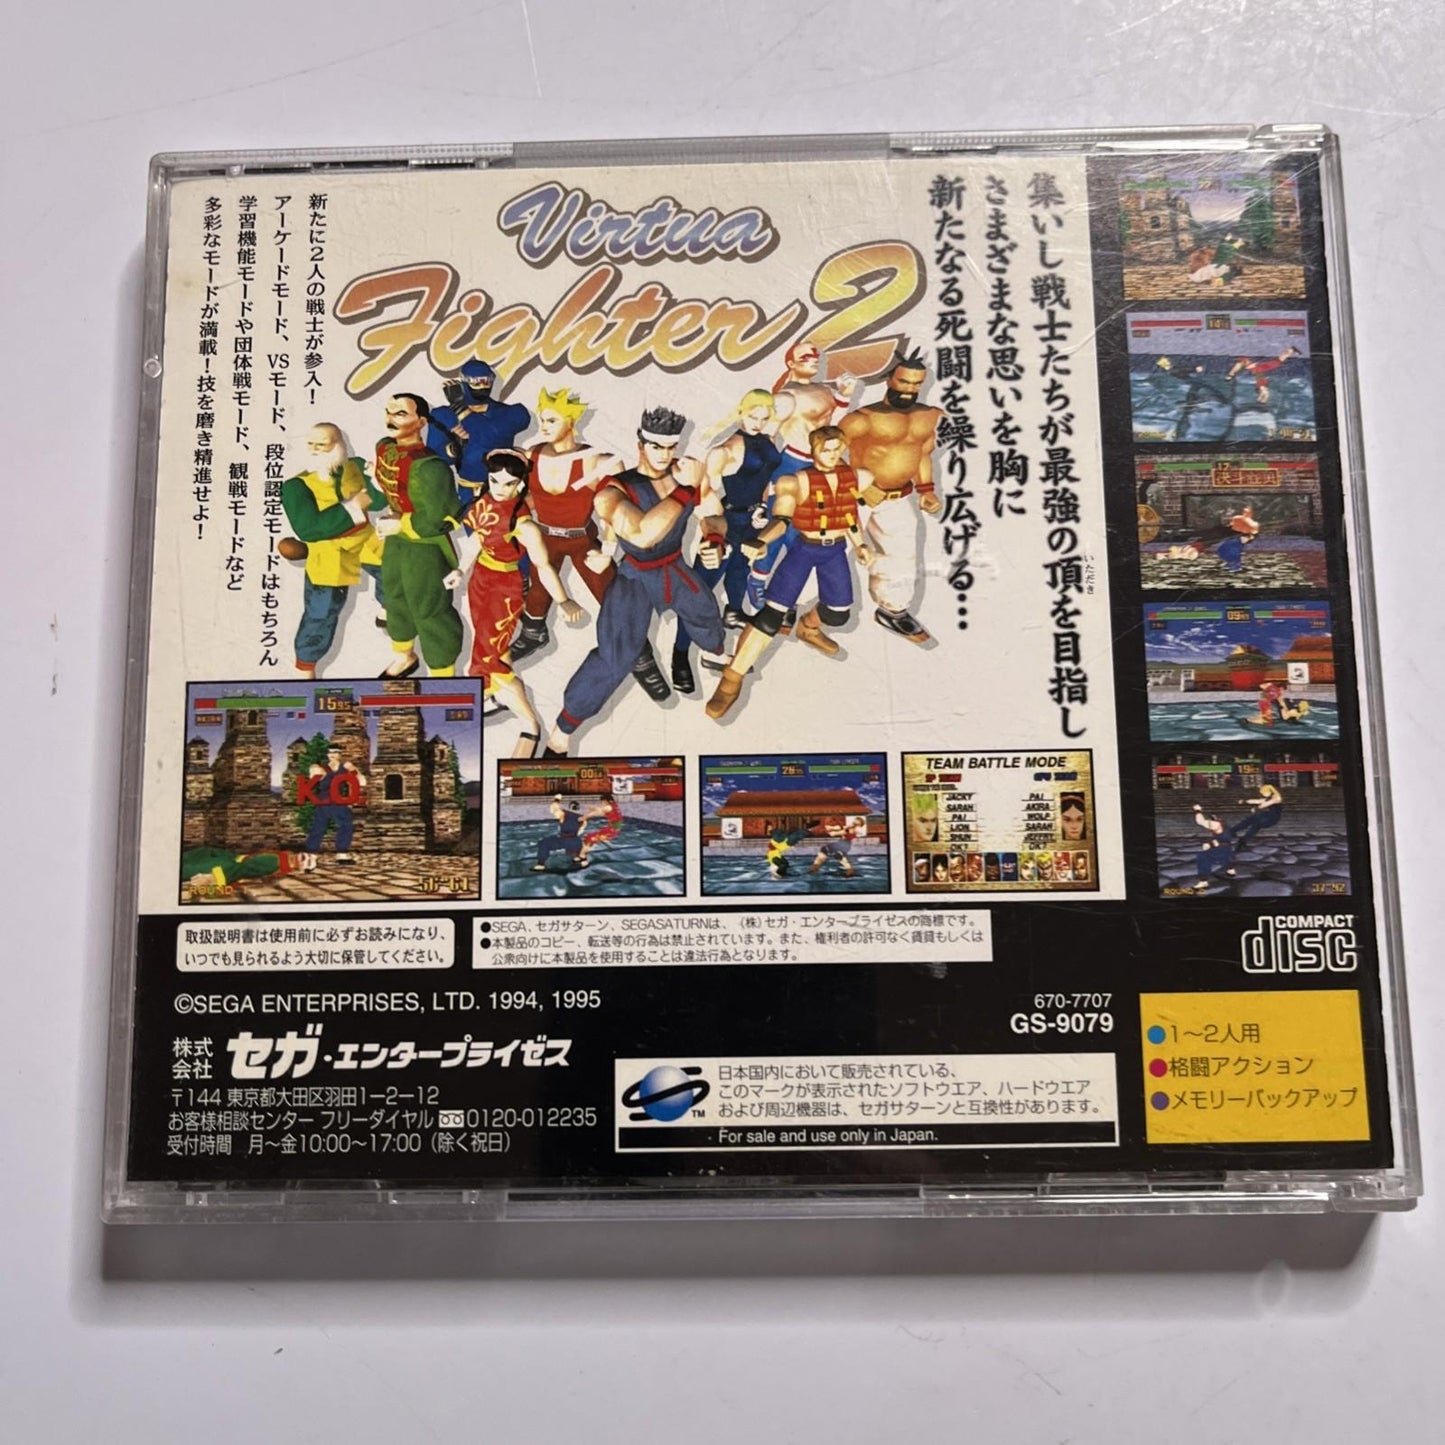 Virtua
Fighter 2
集いし戦士たちが最強の頂を目指し
いただき
さまざまな思いを胸に
新たなる死闘を繰り広げる…
新たに2人の戦士が参入！
アーケードモード、VSモード、段位認定モードはもちろん
学習機能モードや団体戦モード、観戦モードなど
多彩なモードが満載！技を磨き精進せよ！
K.O.
ROUND
TEAM BATTLE MODE
JACKY PAI
SARAH AKIRA
PAI WOLF
LION SARAH
SHUN JEFFRY
OK? OK?
取扱説明書は使用前に必ずお読みになり、
いつでも見られるよう大切に保管してください。
●SEGA、セガサターン、SEGASATURNは、（株）セガ・エンタープライゼスの商標です。
●本製品のコピー、転送等の行為は禁止されています。また、権利者の許可なく賃貸もしくは
公衆向けに本製品を使用することは違法行為となります。
COMPACT
disc
©SEGA ENTERPRISES, LTD. 1994, 1995
670-7707
GS-9079
株式会社 セガ・エンタープライゼス
〒144 東京都大田区羽田1−2−12
お客様相談センター フリーダイヤル 0120-012235
受付時間 月〜金10:00〜17:00（除く祝日）
日本国内において販売されている、
このマークが表示されたソフトウエア、ハードウエア
および周辺機器は、セガサターンと互換性があります。
TM
For sale and use only in Japan.
●1〜2人用
●格闘アクション
●メモリーバックアップ